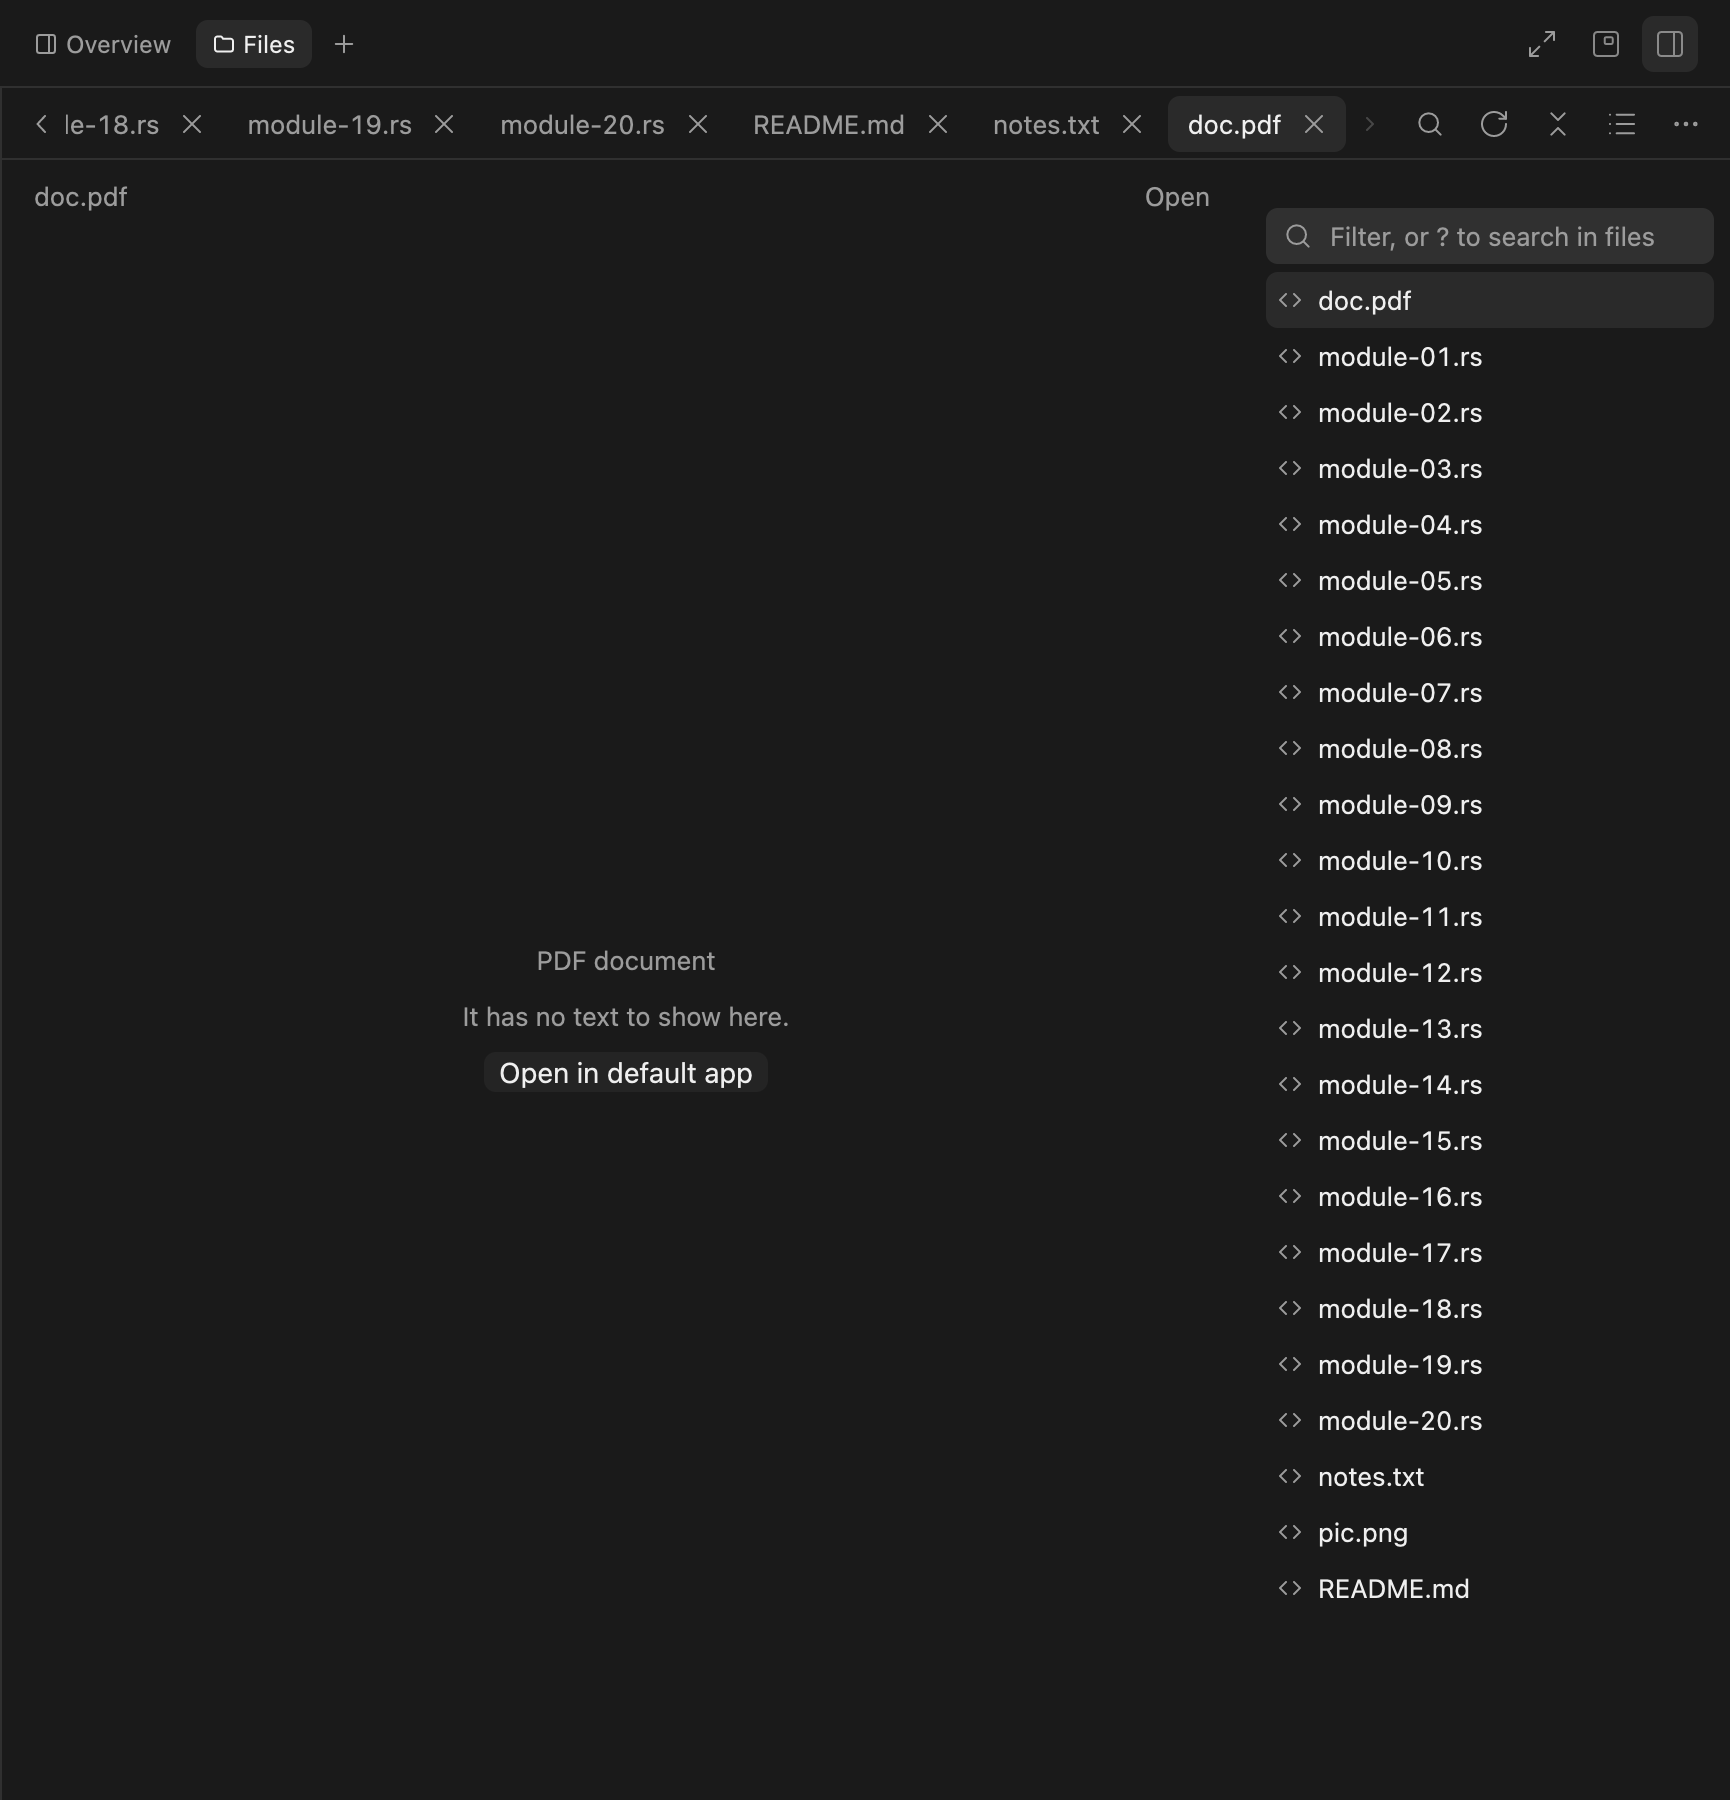 Overview Files
le-18.rs module-19.rs module-20.rs README.md notes.txt doc.pdf
doc.pdf Open
Filter, or ? to search in files
doc.pdf
module-01.rs
module-02.rs
module-03.rs
module-04.rs
module-05.rs
module-06.rs
module-07.rs
module-08.rs
module-09.rs
module-10.rs
module-11.rs
module-12.rs
module-13.rs
module-14.rs
module-15.rs
module-16.rs
module-17.rs
module-18.rs
module-19.rs
module-20.rs
notes.txt
pic.png
README.md
PDF document
It has no text to show here.
Open in default app